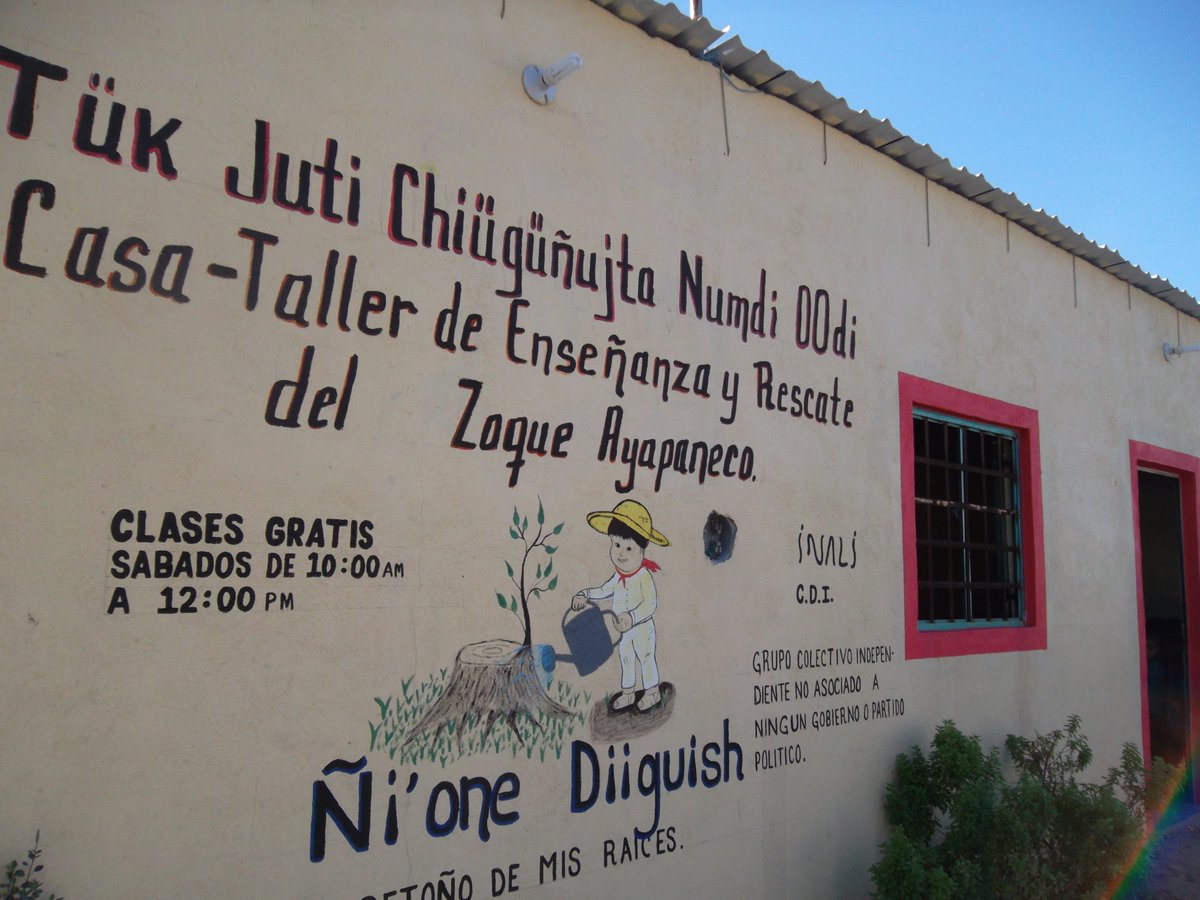 Tük Juti Chiügüñujta Numdi OOdi
Casa-Taller de Enseñanza y Rescate
del Zoque Ayapaneco.
CLASES GRATIS
SABADOS DE 10:00 AM
A 12:00 PM
iNALi
C.D.I.
GRUPO COLECTIVO INDEPEN-
DIENTE NO ASOCIADO A
NINGUN GOBIERNO O PARTIDO
POLITICO.
Ñi'one Diiguish
RETOÑO DE MIS RAICES.